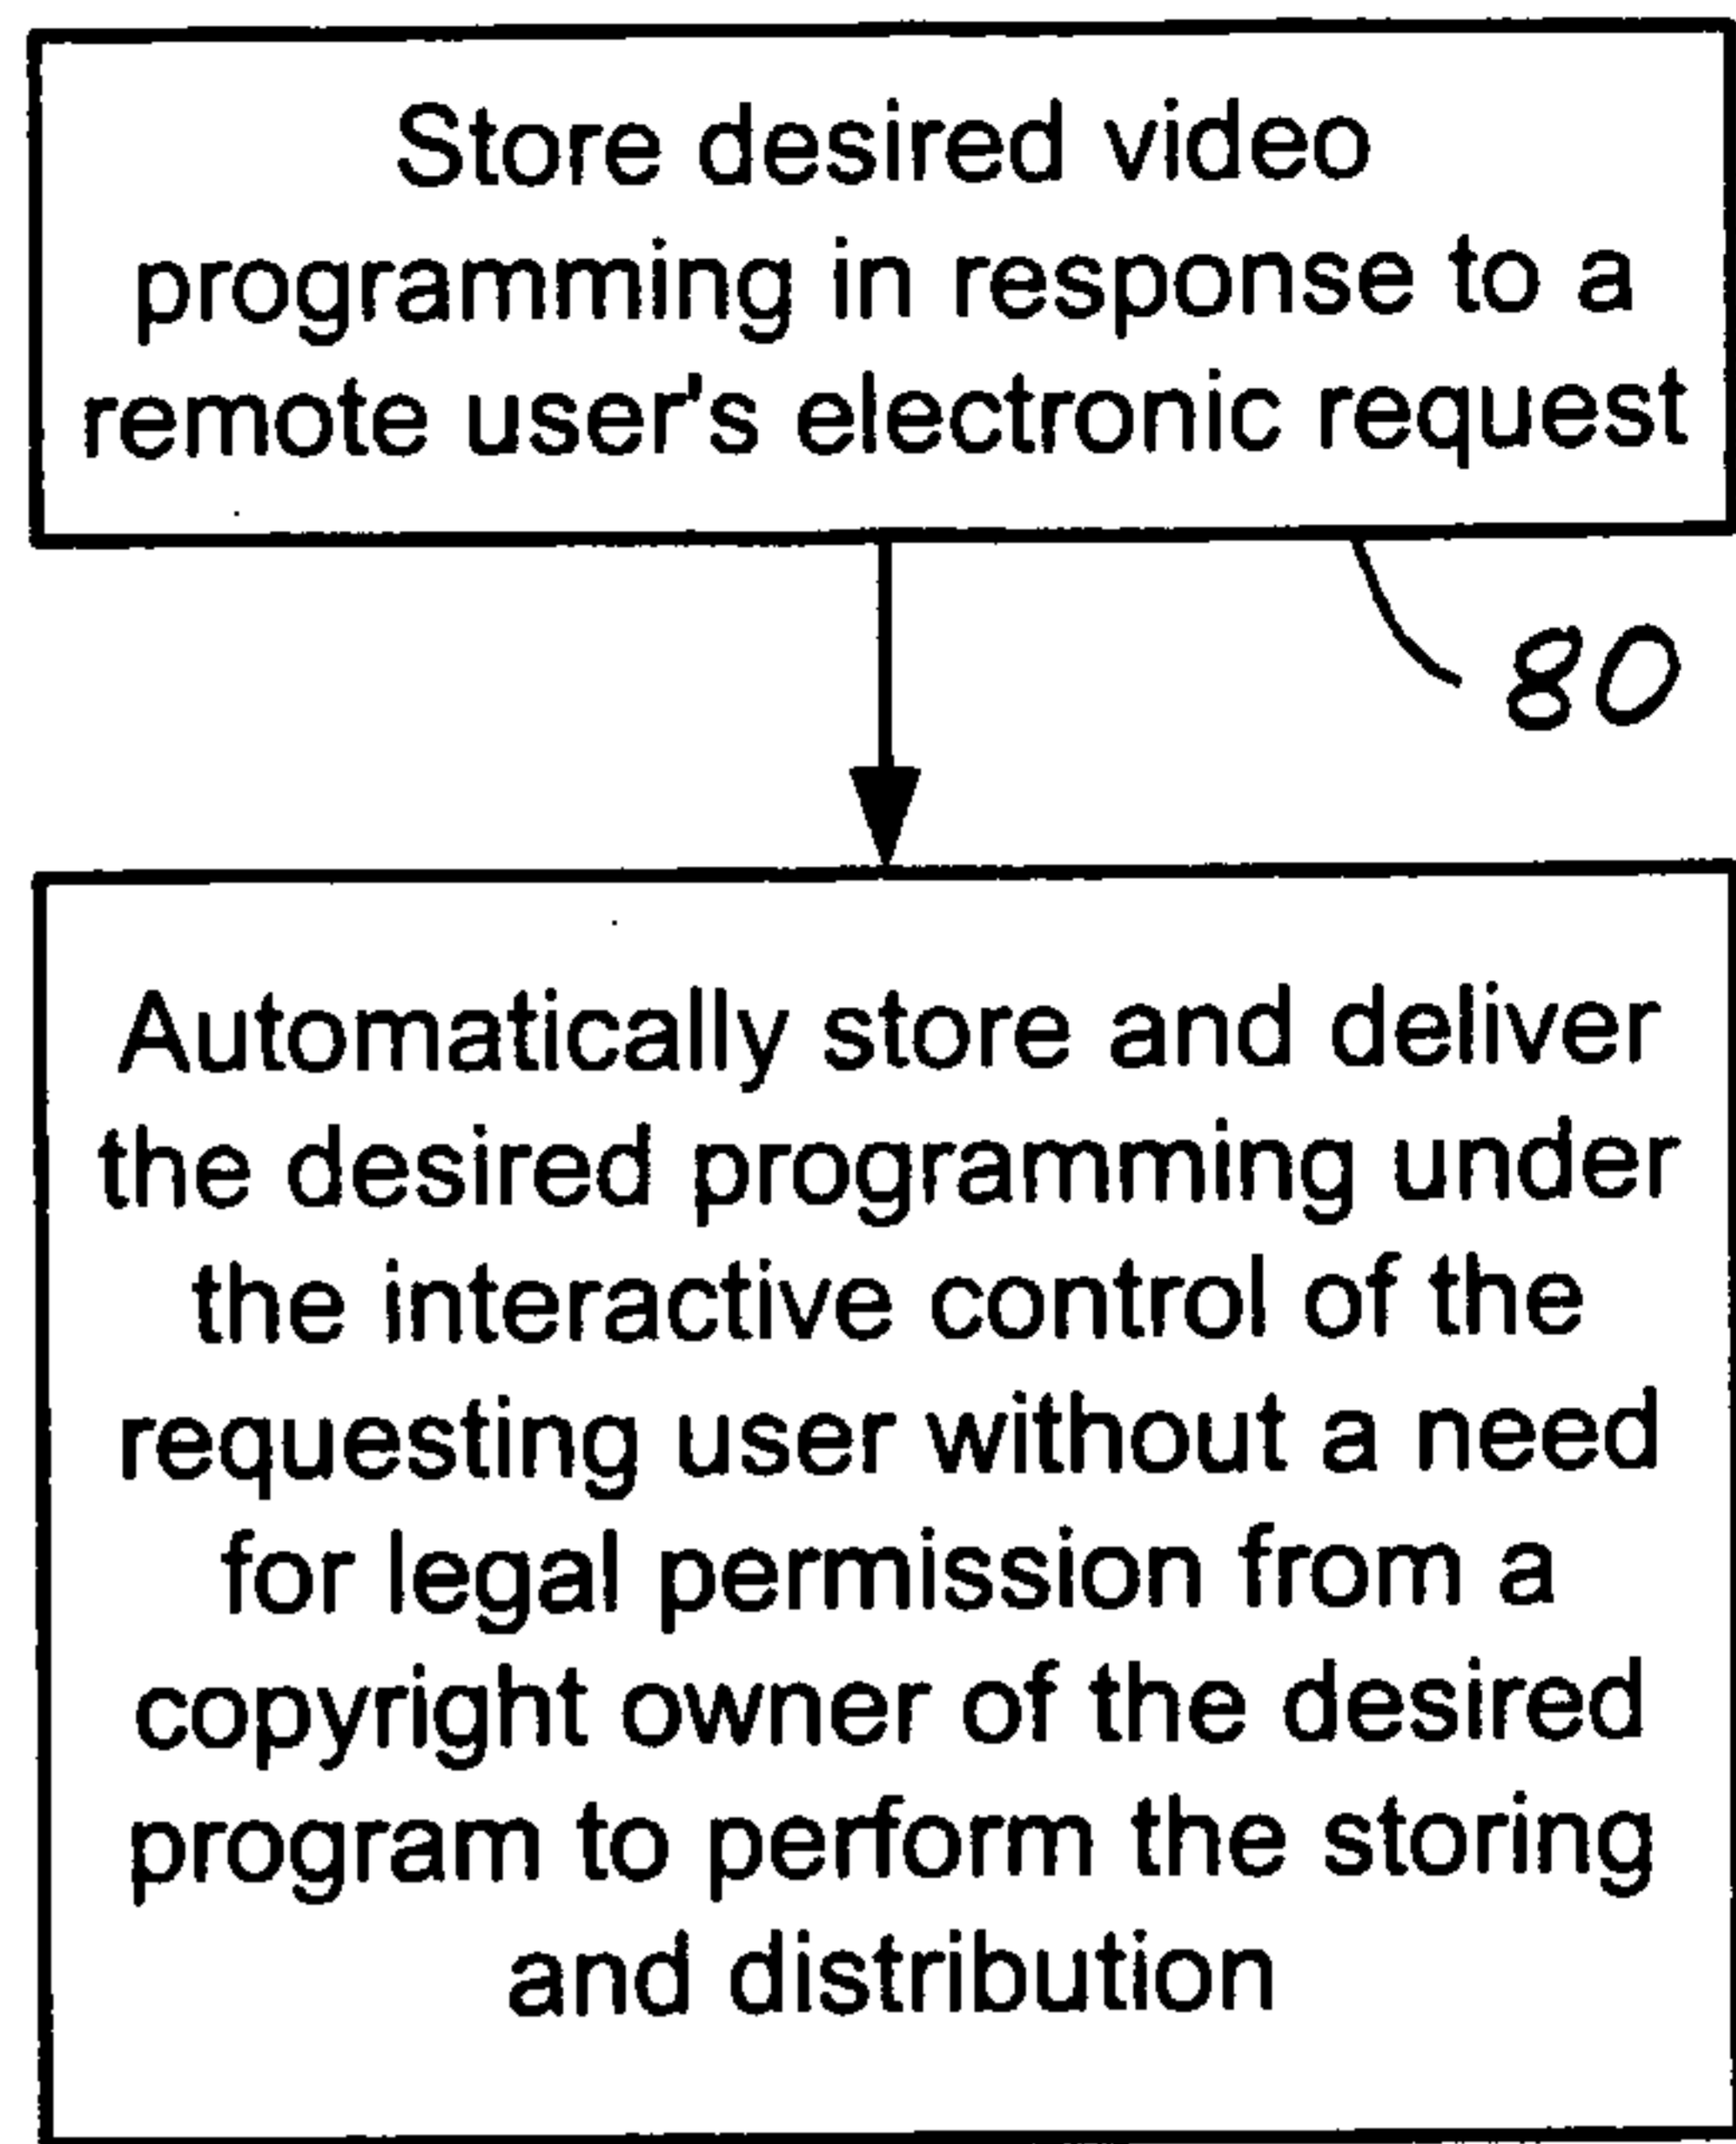 Store desired video
programming in response to a
remote user's electronic request
80
Automatically store and deliver
the desired programming under
the interactive control of the
requesting user without a need
for legal permission from a
copyright owner of the desired
program to perform the storing
and distribution